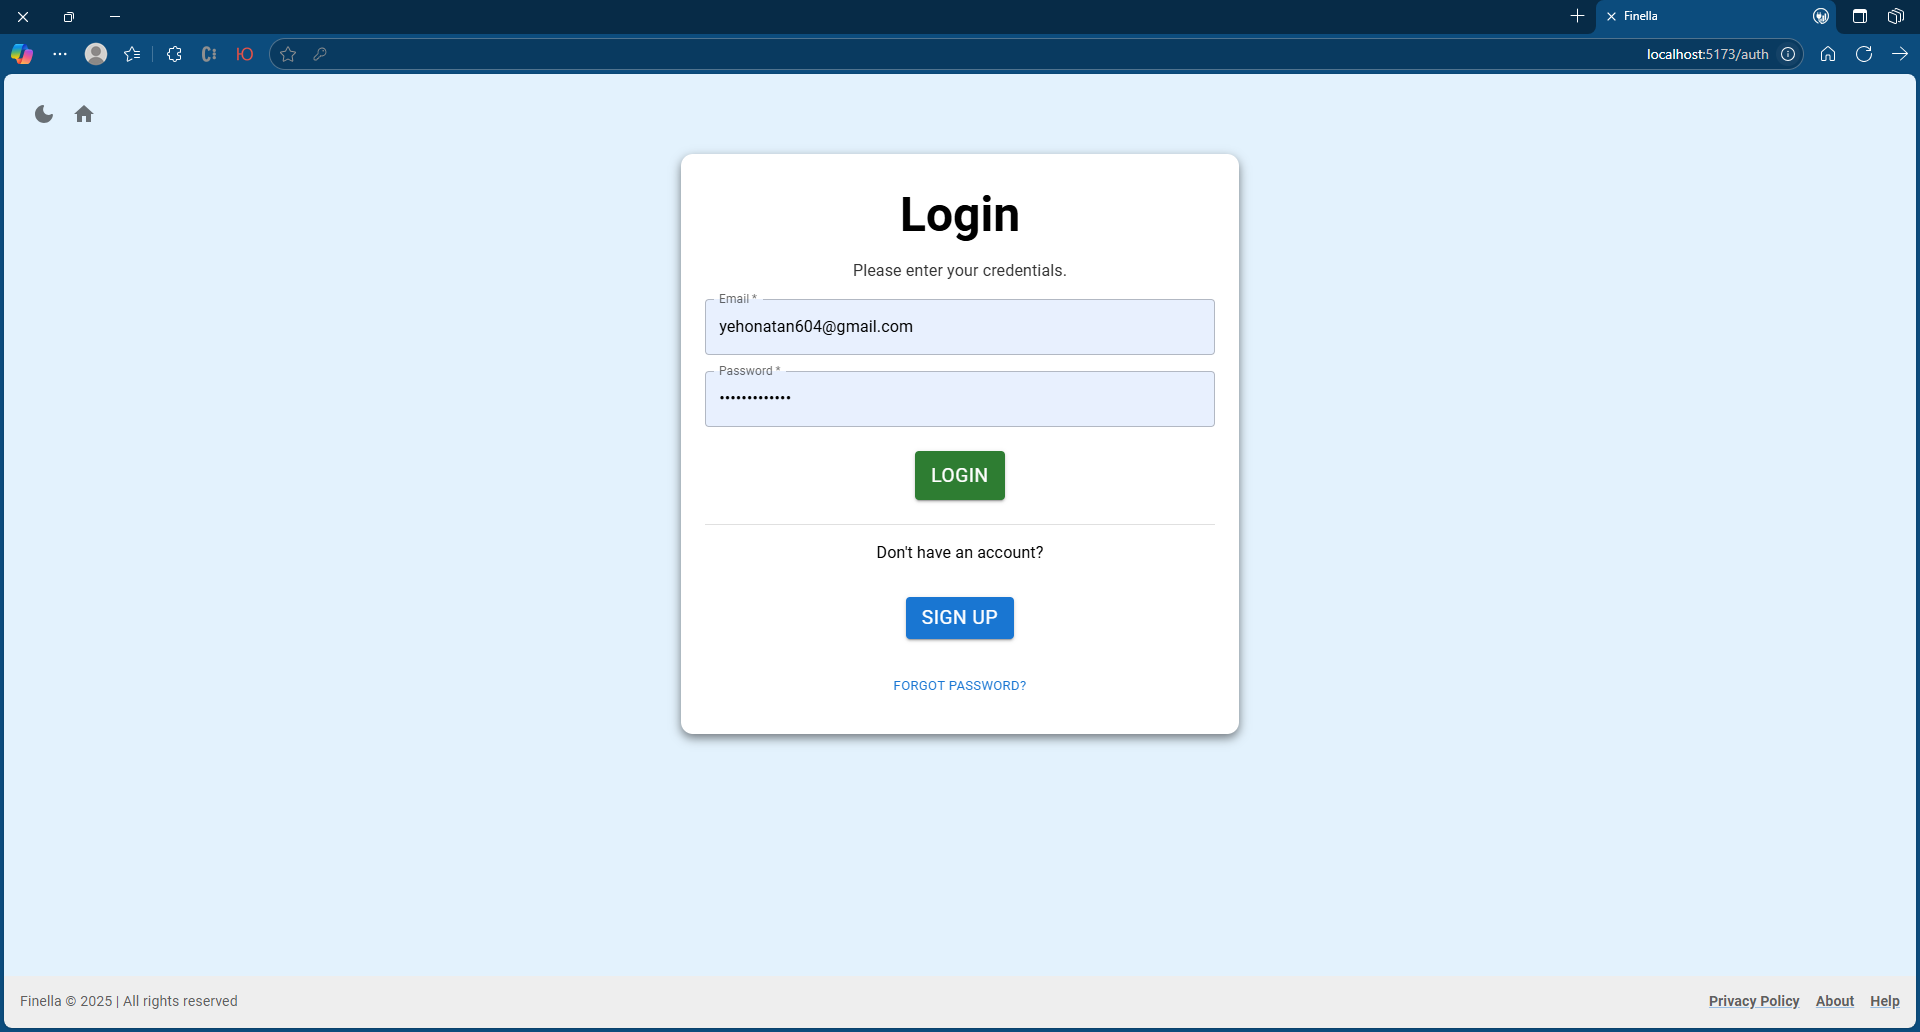 Finella
localhost:5173/auth
Login
Please enter your credentials.
Email *
yehonatan604@gmail.com
Password *
•••••••••••••
LOGIN
Don't have an account?
SIGN UP
FORGOT PASSWORD?
Finella © 2025 | All rights reserved
Privacy Policy About Help